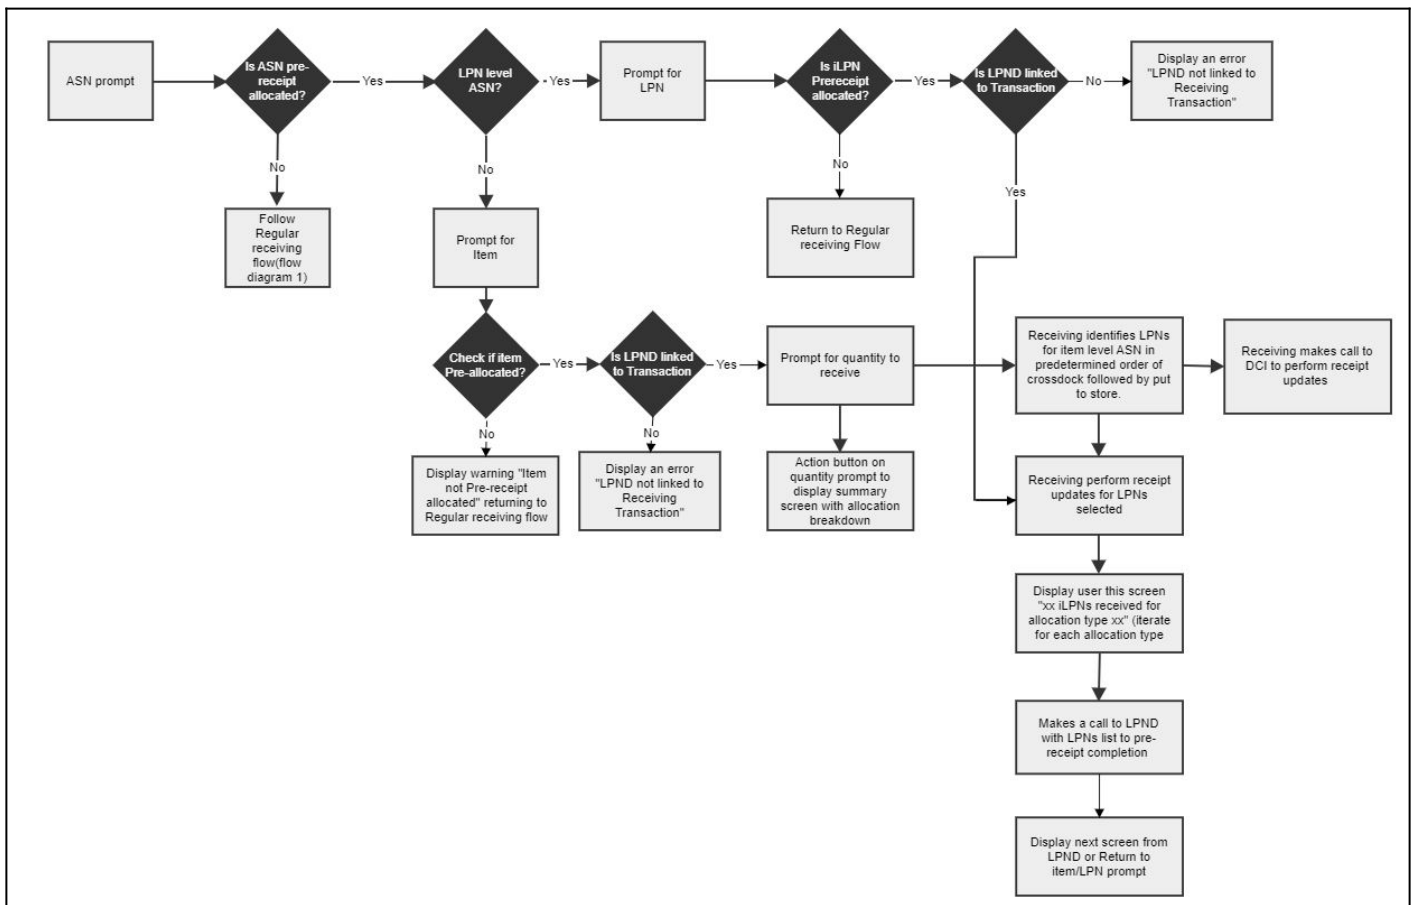 ASN prompt
Is ASN pre-
receipt
allocated?
Yes
LPN level
ASN?
Yes
Prompt for
LPN
Is iLPN
Prereceipt
allocated?
Yes
Is LPND linked
to Transaction
No
Display an error
"LPND not linked to
Receiving
Transaction"
No
No
No
Yes
Follow
Regular
receiving
flow(flow
diagram 1)
Prompt for
Item
Return to Regular
receiving Flow
Check if item
Pre-allocated?
Yes
Is LPND linked
to Transaction
Yes
Prompt for quantity to
receive
Receiving identifies LPNs
for item level ASN in
predetermined order of
crossdock followed by put
to store.
Receiving makes call to
DCI to perform receipt
updates
No
No
Display warning "Item
not Pre-receipt
allocated" returning to
Regular receiving flow
Display an error
"LPND not linked to
Receiving
Transaction"
Action button on
quantity prompt to
display summary
screen with allocation
breakdown
Receiving perform receipt
updates for LPNs
selected
Display user this screen
"xx iLPNs received for
allocation type xx" (iterate
for each allocation type
Makes a call to LPND
with LPNs list to pre-
receipt completion
Display next screen from
LPND or Return to
item/LPN prompt